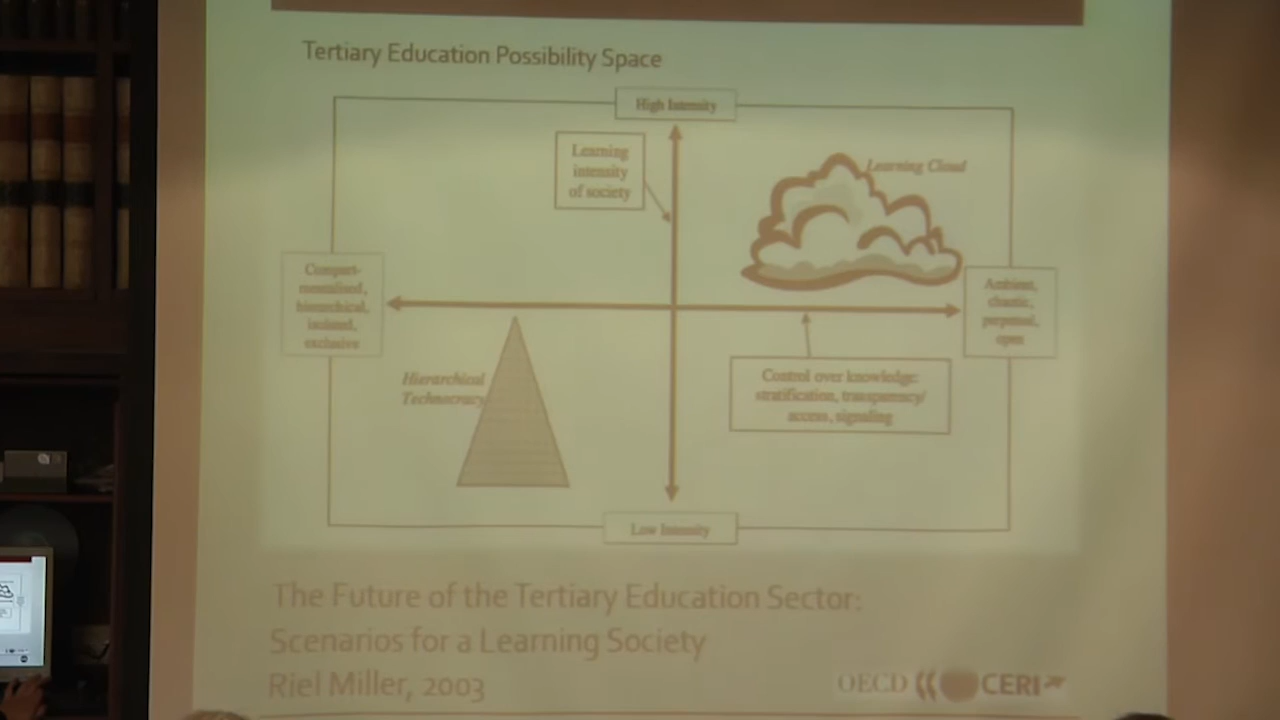 Tertiary Education Possibility Space
High Intensity
Learning
intensity
of society
Learning Cloud
Compart-
mentalised,
hierarchical,
isolated,
exclusive
Ambient,
chaotic,
perpetual,
open
Hierarchical
Technocracy
Control over knowledge:
stratification, transparency/
access, signaling
Low Intensity
The Future of the Tertiary Education Sector:
Scenarios for a Learning Society
Riel Miller, 2003
OECD CERI